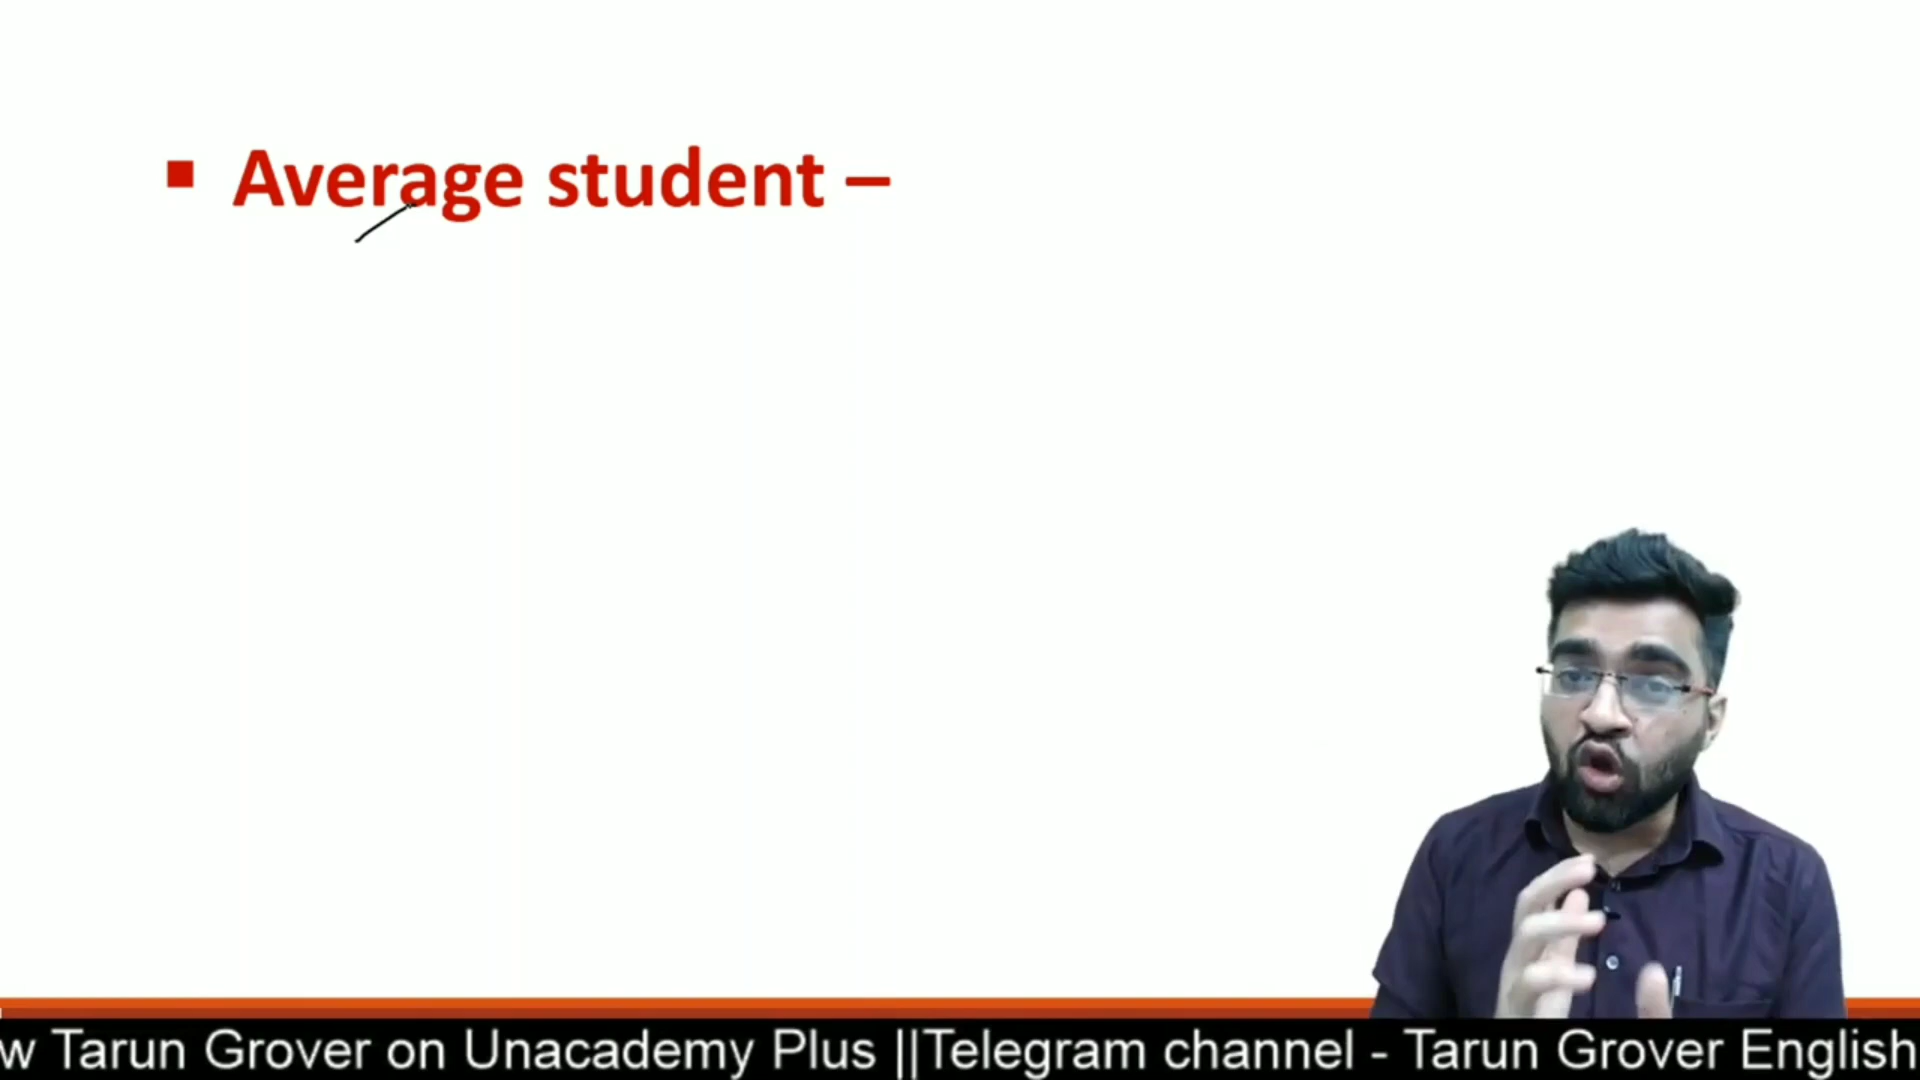 Average student –
w Tarun Grover on Unacademy Plus ||Telegram channel - Tarun Grover English